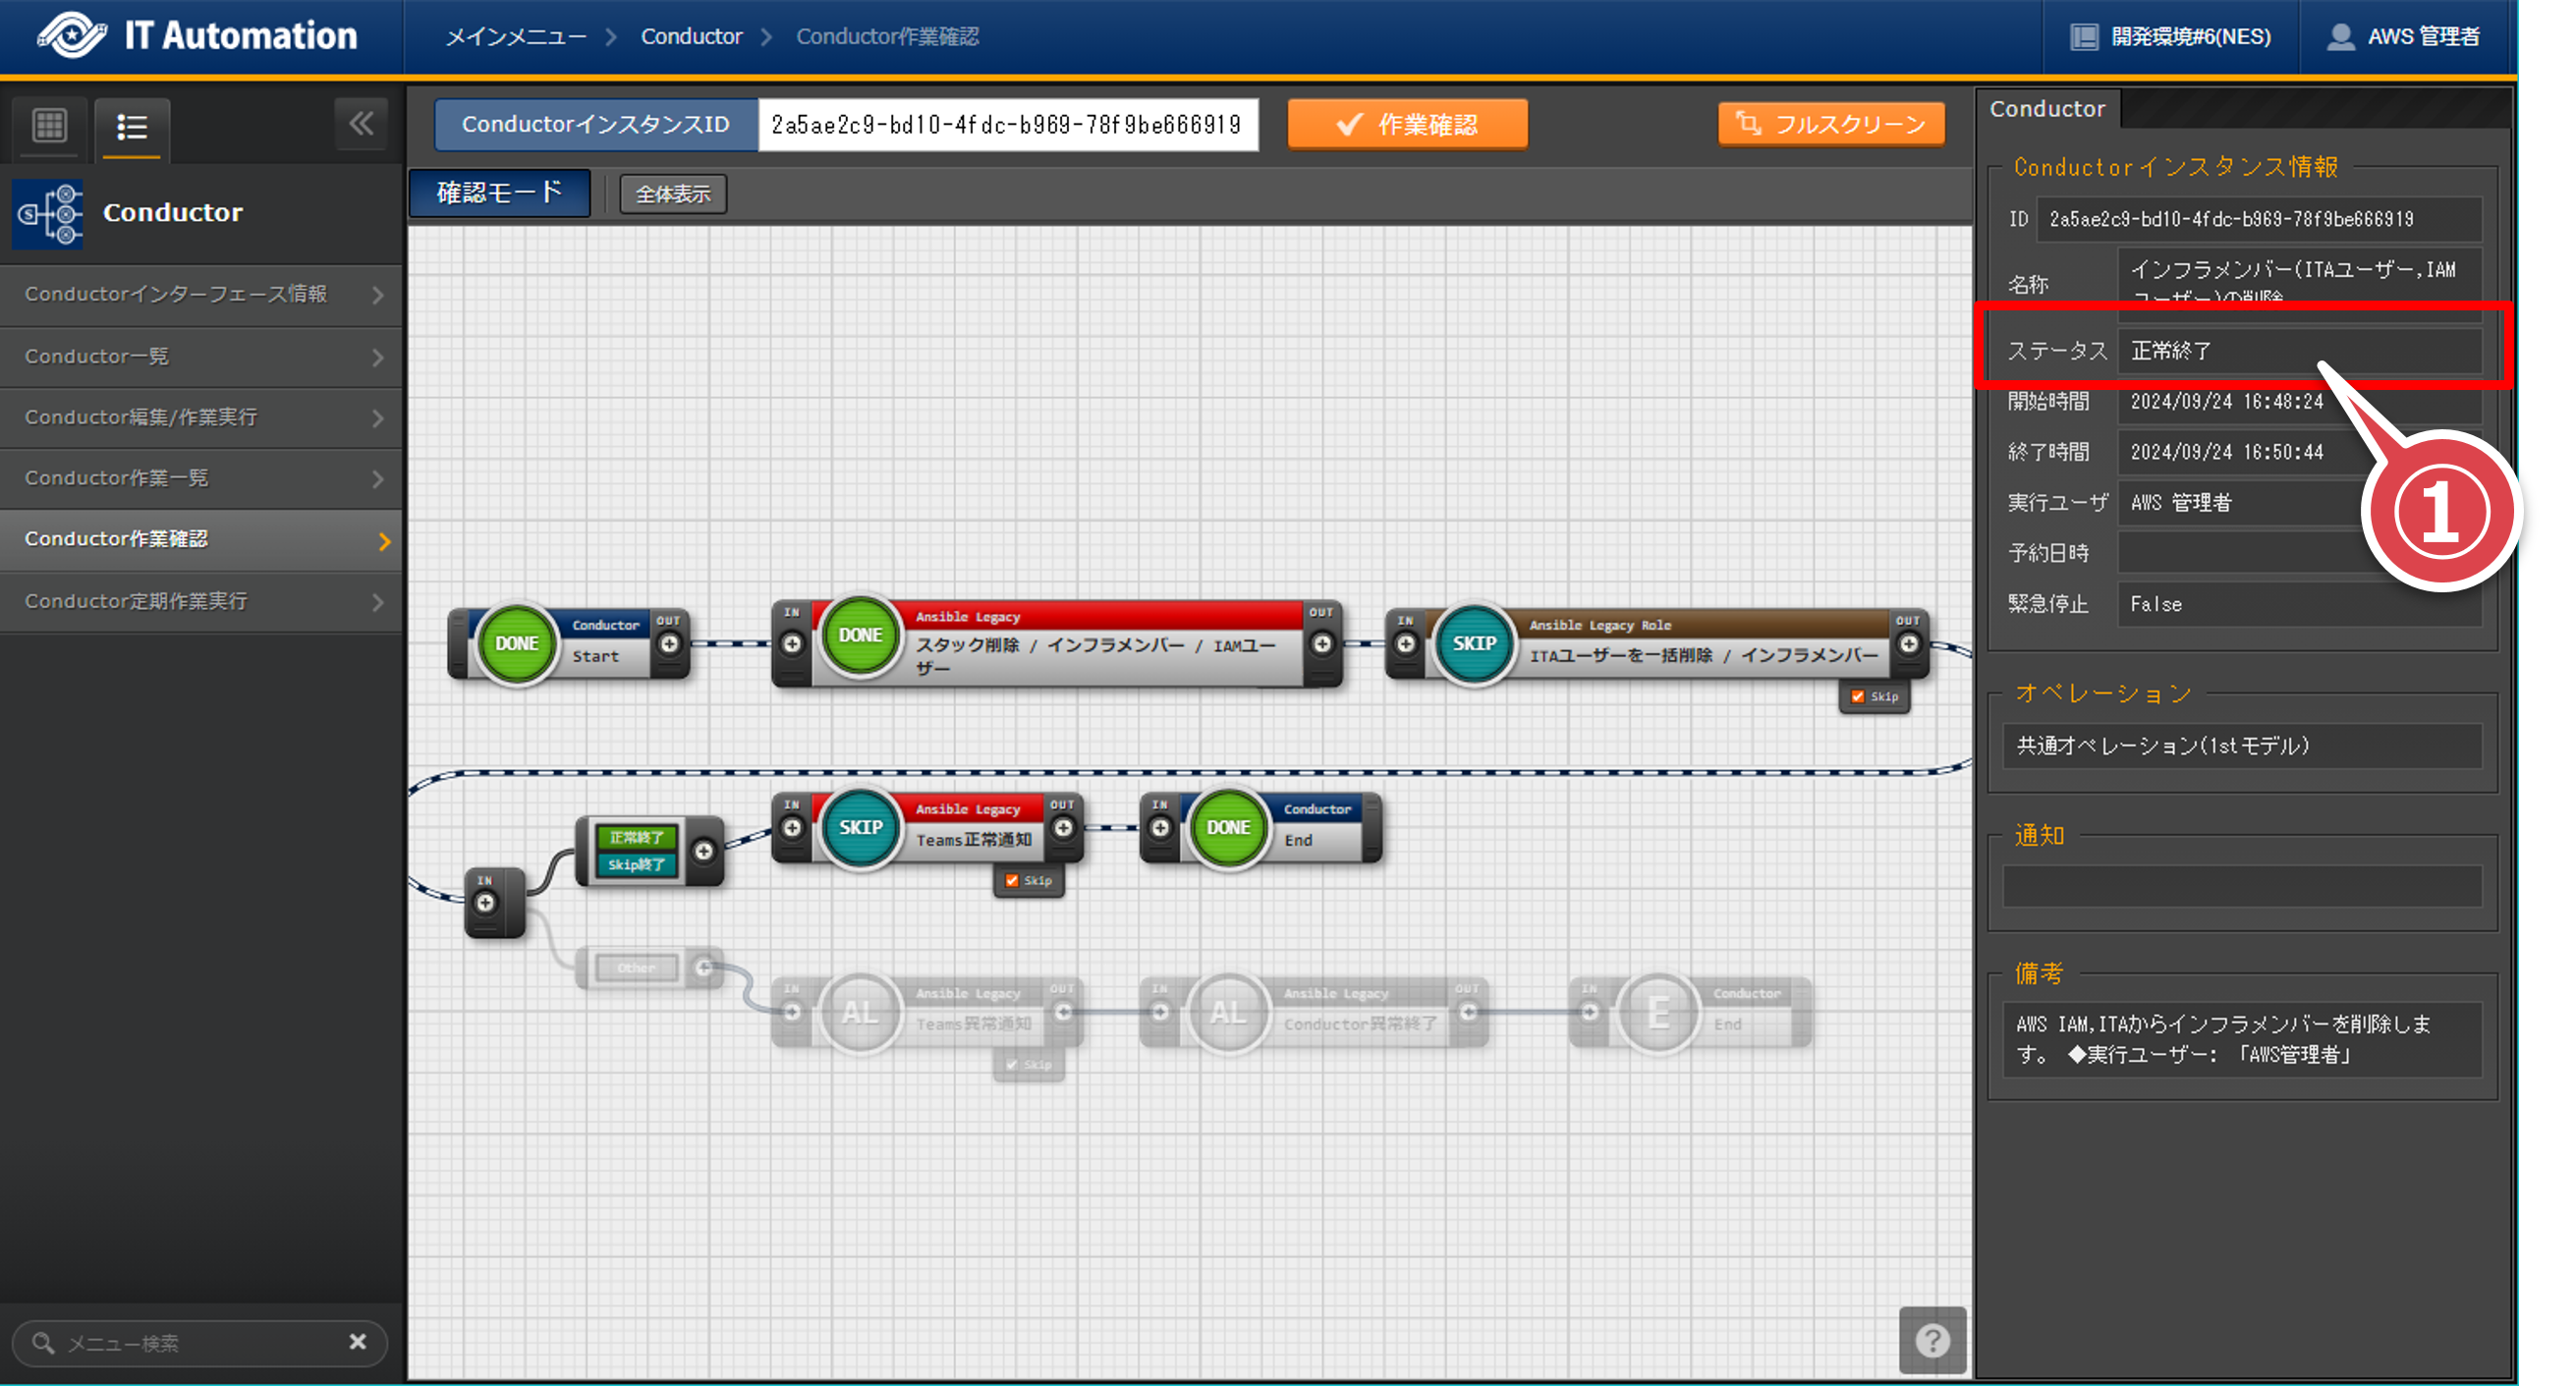 IT Automation
メインメニュー > Conductor > Conductor作業確認
開発環境#6(NES)
AWS 管理者
Conductor
Conductorインターフェース情報
Conductor一覧
Conductor編集/作業実行
Conductor作業一覧
Conductor作業確認
Conductor定期作業実行
メニュー検索
ConductorインスタンスID
2a5ae2c9-bd10-4fdc-b969-78f9be666919
作業確認
フルスクリーン
確認モード
全体表示
DONE
Conductor
Start
OUT
IN
DONE
Ansible Legacy
スタック削除 / インフラメンバー / IAMユー
ザー
OUT
IN
SKIP
Ansible Legacy Role
ITAユーザーを一括削除 / インフラメンバー
OUT
Skip
IN
正常終了
Skip終了
IN
SKIP
Ansible Legacy
Teams正常通知
OUT
Skip
IN
DONE
Conductor
End
Other
IN
AL
Ansible Legacy
Teams異常通知
OUT
Skip
IN
AL
Ansible Legacy
Conductor異常終了
OUT
IN
E
Conductor
End
Conductor
Conductorインスタンス情報
ID 2a5ae2c9-bd10-4fdc-b969-78f9be666919
名称 インフラメンバー(ITAユーザー,IAM
ユーザー)の削除
ステータス 正常終了
開始時間 2024/09/24 16:48:24
終了時間 2024/09/24 16:50:44
実行ユーザ AWS 管理者
予約日時
緊急停止 False
①
オペレーション
共通オペレーション(1stモデル)
通知
備考
AWS IAM,ITAからインフラメンバーを削除しま
す。 ◆実行ユーザー: 「AWS管理者」